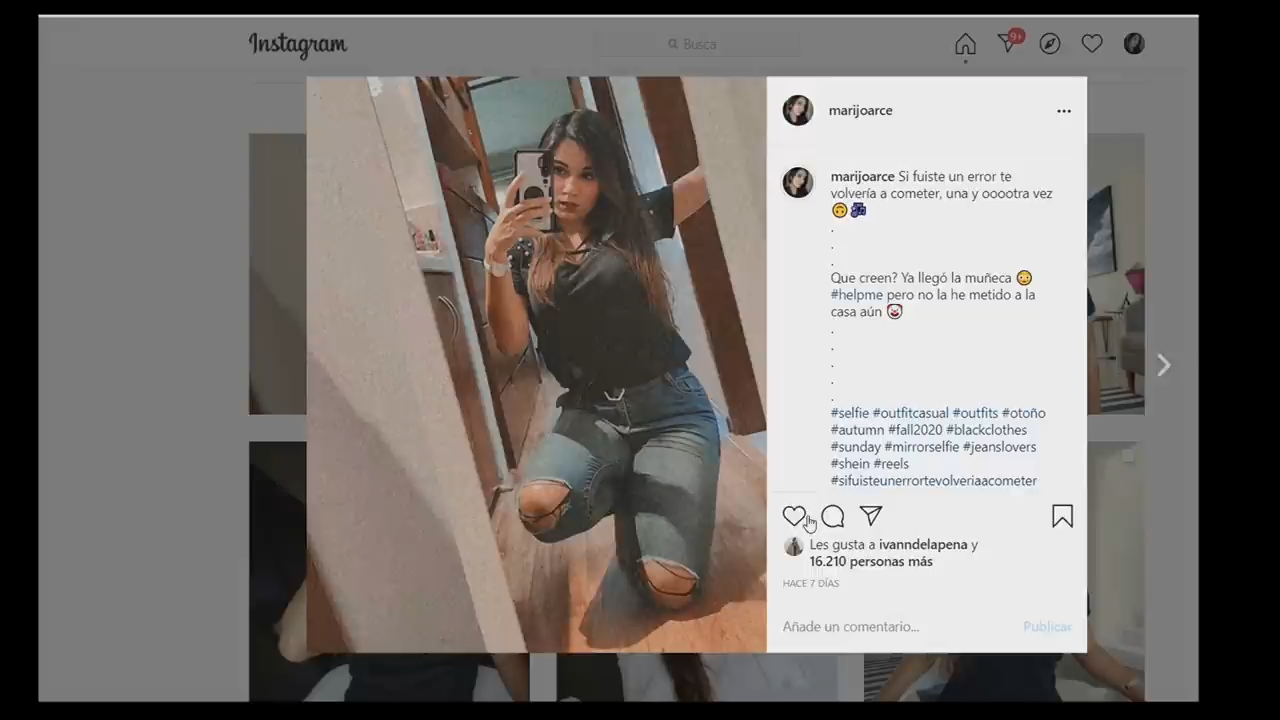 Instagram
Busca
9+
marijoarce
marijoarce Si fuiste un error te
volvería a cometer, una y ooootra vez
🙃🎭
.
.
.
Que creen? Ya llegó la muñeca 😳
#helpme pero no la he metido a la
casa aún 🤡
.
.
.
.
.
#selfie #outfitcasual #outfits #otoño
#autumn #fall2020 #blackclothes
#sunday #mirrorselfie #jeanslovers
#shein #reels
#sifuisteunerrortevolveriaacometer
Les gusta a ivanndelapena y
16.210 personas más
HACE 7 DÍAS
Añade un comentario...
Publicar